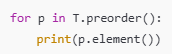 for p in T.preorder():
    print(p.element())